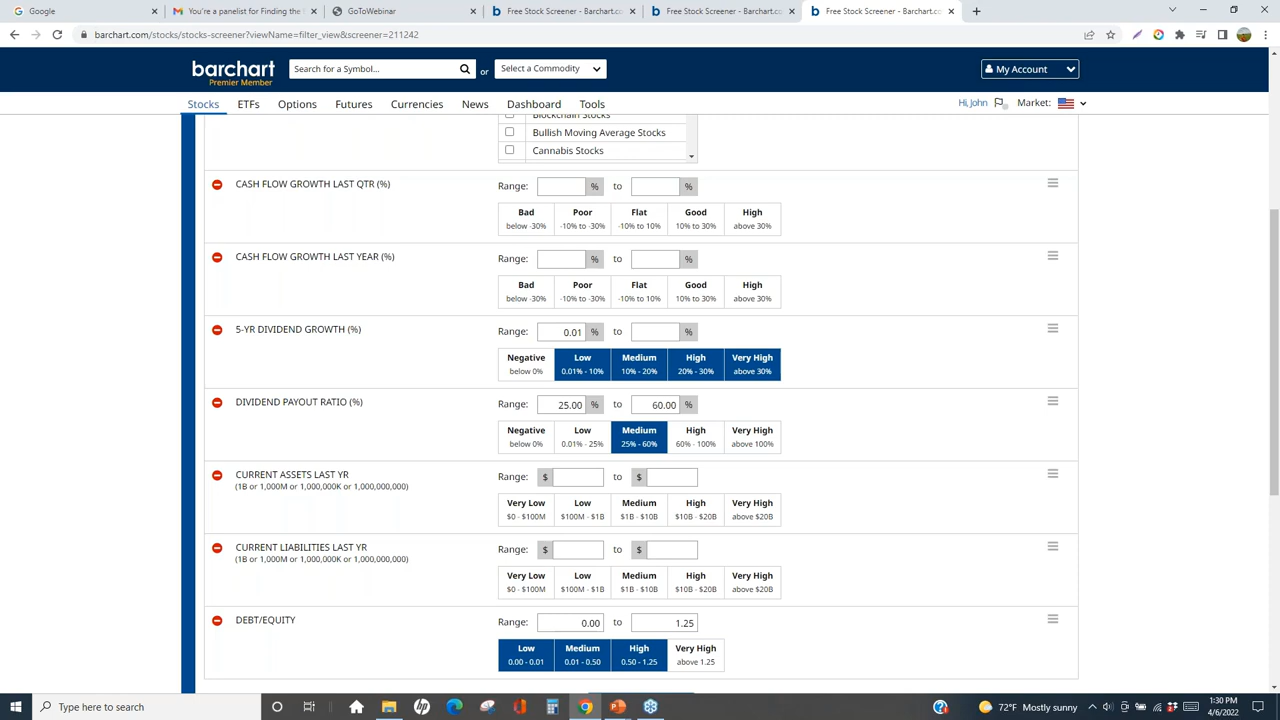 Google
You're a panelist for Finding the
GoToWebinar
Free Stock Screener - Barchart.co
Free Stock Screener - Barchart.co
Free Stock Screener - Barchart.co
barchart.com/stocks/stocks-screener?viewName=filter_view&screener=211242
barchart
Premier Member
Search for a Symbol...
or
Select a Commodity
My Account
Stocks ETFs Options Futures Currencies News Dashboard Tools
Hi, John Market:
Blockchain Stocks
Bullish Moving Average Stocks
Cannabis Stocks
CASH FLOW GROWTH LAST QTR (%)
Range: % to %
Bad Poor Flat Good High
below -30% -10% to -30% -10% to 10% 10% to 30% above 30%
CASH FLOW GROWTH LAST YEAR (%)
Range: % to %
Bad Poor Flat Good High
below -30% -10% to -30% -10% to 10% 10% to 30% above 30%
5-YR DIVIDEND GROWTH (%)
Range: 0.01 % to %
Negative Low Medium High Very High
below 0% 0.01% - 10% 10% - 20% 20% - 30% above 30%
DIVIDEND PAYOUT RATIO (%)
Range: 25.00 % to 60.00 %
Negative Low Medium High Very High
below 0% 0.01% - 25% 25% - 60% 60% - 100% above 100%
CURRENT ASSETS LAST YR
(1B or 1,000M or 1,000,000K or 1,000,000,000)
Range: $ to $
Very Low Low Medium High Very High
$0 - $100M $100M - $1B $1B - $10B $10B - $20B above $20B
CURRENT LIABILITIES LAST YR
(1B or 1,000M or 1,000,000K or 1,000,000,000)
Range: $ to $
Very Low Low Medium High Very High
$0 - $100M $100M - $1B $1B - $10B $10B - $20B above $20B
DEBT/EQUITY
Range: 0.00 to 1.25
Low Medium High Very High
0.00 - 0.01 0.01 - 0.50 0.50 - 1.25 above 1.25
Type here to search
72°F Mostly sunny
1:30 PM
4/6/2022